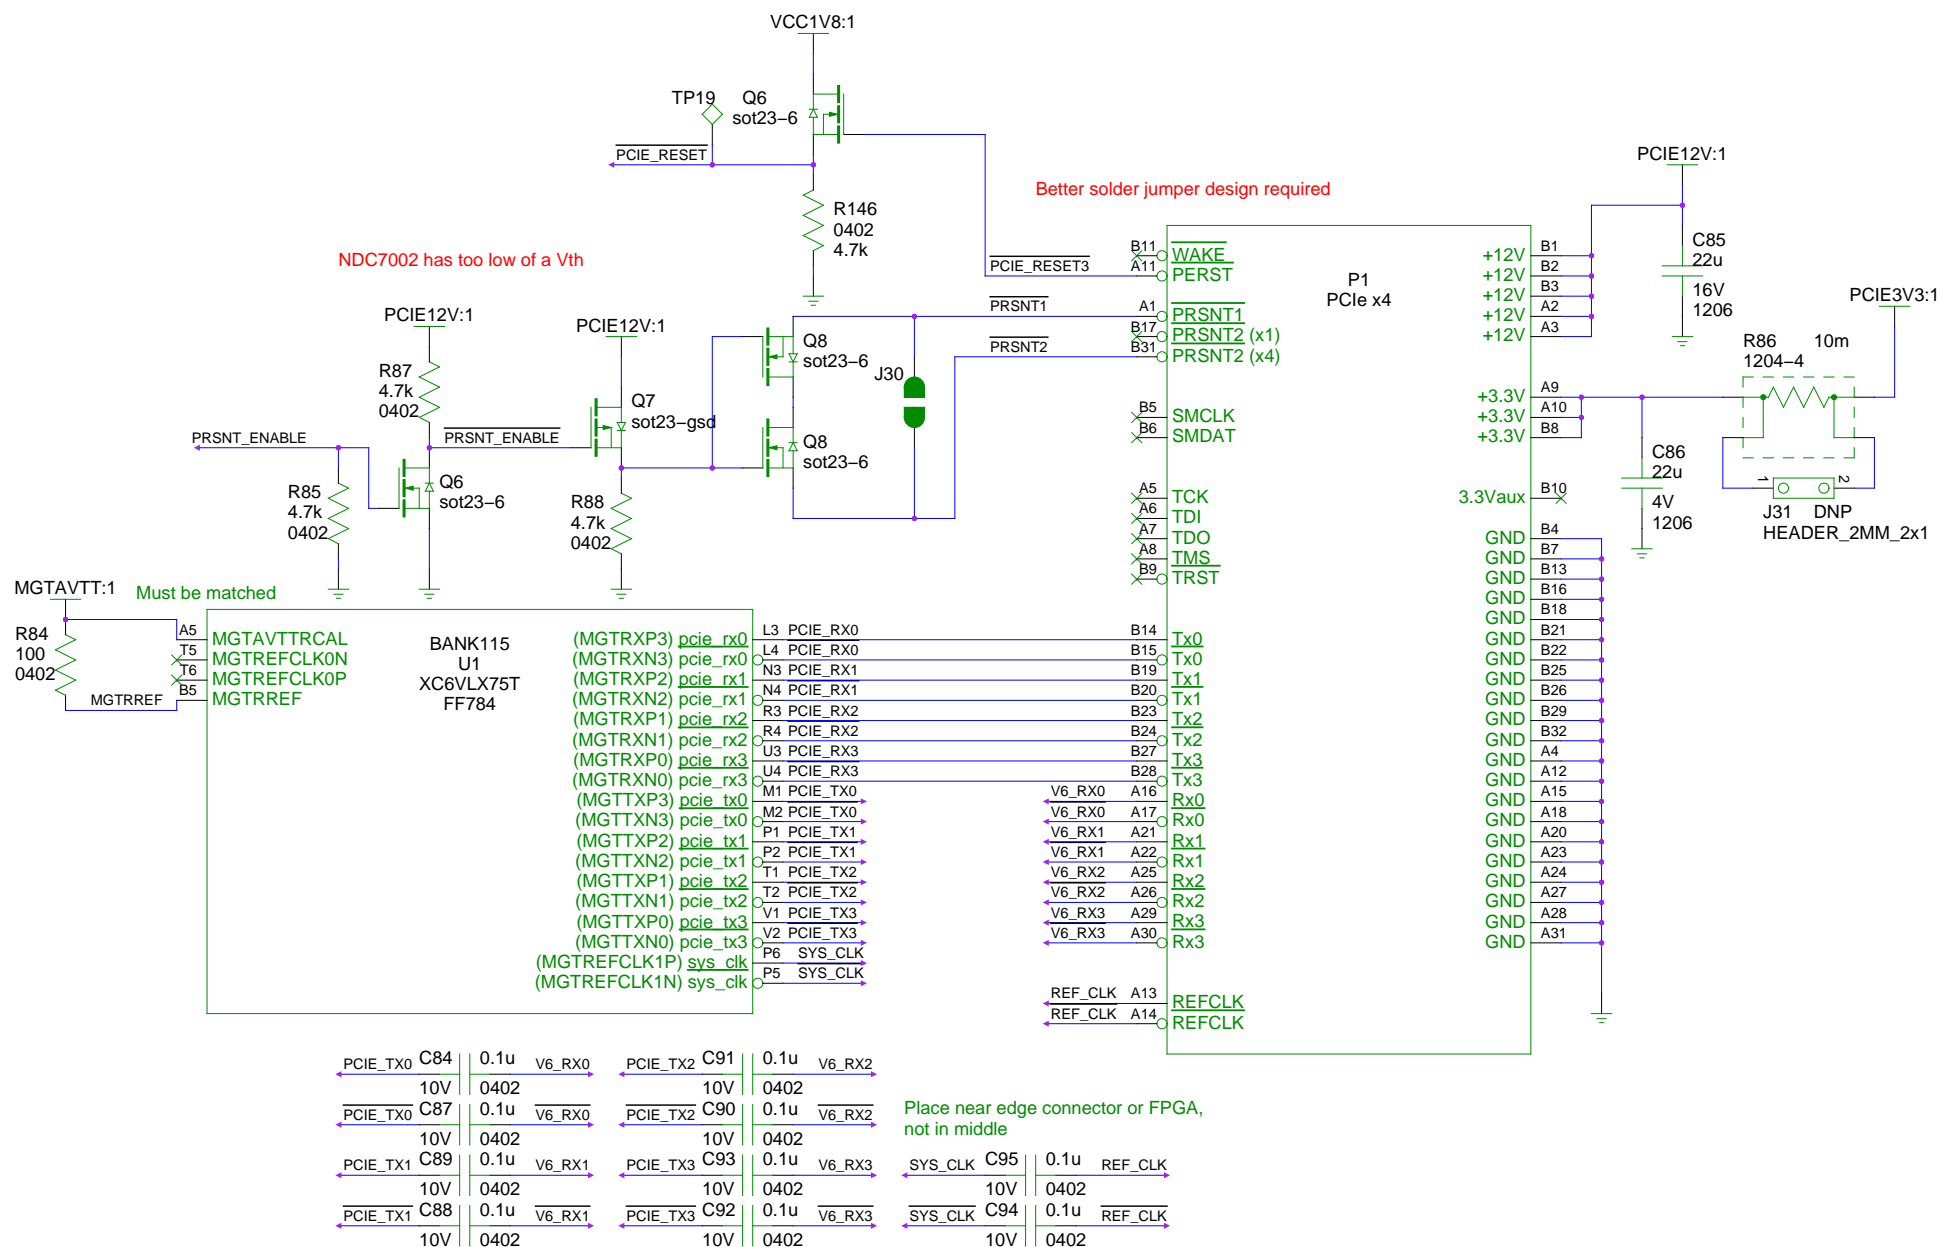 VCC1V8:1
TP19
Q6
sot23-6
PCIE_RESET
R146
0402
4.7k
Better solder jumper design required
NDC7002 has too low of a Vth
PCIE_RESET3
PCIE12V:1
R87
4.7k
0402
PCIE12V:1
Q7
sot23-gsd
PRSNT_ENABLE
PRSNT_ENABLE
R85
4.7k
0402
Q6
sot23-6
R88
4.7k
0402
Q8
sot23-6
Q8
sot23-6
J30
PRSNT1
PRSNT2
P1
PCIe x4
B11 WAKE
A11 PERST
A1 PRSNT1
B17 PRSNT2 (x1)
B31 PRSNT2 (x4)
B5 SMCLK
B6 SMDAT
A5 TCK
A6 TDI
A7 TDO
A8 TMS
B9 TRST
B14 Tx0
B15 Tx0
B19 Tx1
B20 Tx1
B23 Tx2
B24 Tx2
B27 Tx3
B28 Tx3
V6_RX0 A16 Rx0
V6_RX0 A17 Rx0
V6_RX1 A21 Rx1
V6_RX1 A22 Rx1
V6_RX2 A25 Rx2
V6_RX2 A26 Rx2
V6_RX3 A29 Rx3
V6_RX3 A30 Rx3
REF_CLK A13 REFCLK
REF_CLK A14 REFCLK
+12V B1
+12V B2
+12V B3
+12V A2
+12V A3
+3.3V A9
+3.3V A10
+3.3V B8
3.3Vaux B10
GND B4
GND B7
GND B13
GND B16
GND B18
GND B21
GND B22
GND B25
GND B26
GND B29
GND B32
GND A4
GND A12
GND A15
GND A18
GND A20
GND A23
GND A24
GND A27
GND A28
GND A31
PCIE12V:1
C85
22u
16V
1206
PCIE3V3:1
R86 10m
1204-4
C86
22u
4V
1206
1 2
J31 DNP
HEADER_2MM_2x1
MGTAVTT:1
Must be matched
R84
100
0402
MGTRREF
A5 MGTAVTTRCAL
T5 MGTREFCLK0N
T6 MGTREFCLK0P
B5 MGTRREF
BANK115
U1
XC6VLX75T
FF784
(MGTRXP3) pcie_rx0 L3 PCIE_RX0
(MGTRXN3) pcie_rx0 L4 PCIE_RX0
(MGTRXP2) pcie_rx1 N3 PCIE_RX1
(MGTRXN2) pcie_rx1 N4 PCIE_RX1
(MGTRXP1) pcie_rx2 R3 PCIE_RX2
(MGTRXN1) pcie_rx2 R4 PCIE_RX2
(MGTRXP0) pcie_rx3 U3 PCIE_RX3
(MGTRXN0) pcie_rx3 U4 PCIE_RX3
(MGTTXP3) pcie_tx0 M1 PCIE_TX0
(MGTTXN3) pcie_tx0 M2 PCIE_TX0
(MGTTXP2) pcie_tx1 P1 PCIE_TX1
(MGTTXN2) pcie_tx1 P2 PCIE_TX1
(MGTTXP1) pcie_tx2 T1 PCIE_TX2
(MGTTXN1) pcie_tx2 T2 PCIE_TX2
(MGTTXP0) pcie_tx3 V1 PCIE_TX3
(MGTTXN0) pcie_tx3 V2 PCIE_TX3
(MGTREFCLK1P) sys_clk P6 SYS_CLK
(MGTREFCLK1N) sys_clk P5 SYS_CLK
PCIE_TX0 C84 0.1u V6_RX0
10V 0402
PCIE_TX0 C87 0.1u V6_RX0
10V 0402
PCIE_TX1 C89 0.1u V6_RX1
10V 0402
PCIE_TX1 C88 0.1u V6_RX1
10V 0402
PCIE_TX2 C91 0.1u V6_RX2
10V 0402
PCIE_TX2 C90 0.1u V6_RX2
10V 0402
PCIE_TX3 C93 0.1u V6_RX3
10V 0402
PCIE_TX3 C92 0.1u V6_RX3
10V 0402
Place near edge connector or FPGA,
not in middle
SYS_CLK C95 0.1u REF_CLK
10V 0402
SYS_CLK C94 0.1u REF_CLK
10V 0402